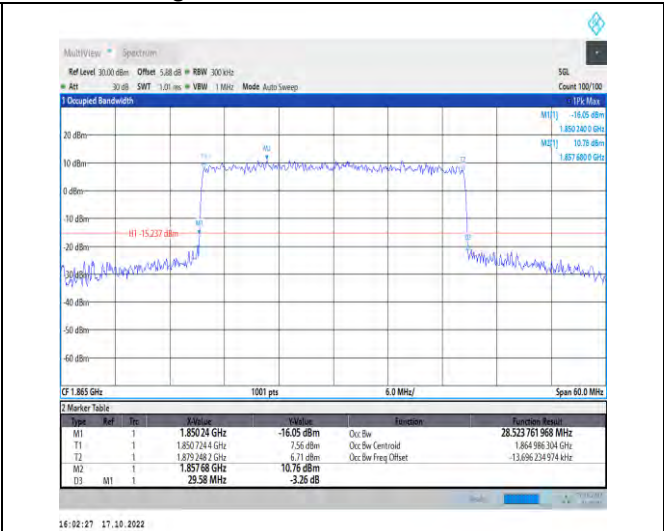 MultiView Spectrum
Ref Level 30.00 dBm Offset 5.88 dB RBW 300 kHz SGL
Att 30 dB SWT 1.01 ms VBW 1 MHz Mode Auto Sweep Count 100/100
1 Occupied Bandwidth 1Pk Max
M1[1] -16.05 dBm
1.850 240 0 GHz
M2[1] 10.76 dBm
1.857 680 0 GHz
20 dBm
M2
T2
10 dBm
0 dBm
-10 dBm
M1
H1 -15.237 dBm
-20 dBm
-30 dBm
-40 dBm
-50 dBm
-60 dBm
CF 1.865 GHz 1001 pts 6.0 MHz/ Span 60.0 MHz
2 Marker Table
Type Ref Trc X-Value Y-Value Function Function Result
M1 1 1.850 24 GHz -16.05 dBm Occ Bw 28.523 761 968 MHz
T1 1 1.850 724 4 GHz 7.56 dBm Occ Bw Centroid 1.864 986 304 GHz
T2 1 1.879 248 2 GHz 6.71 dBm Occ Bw Freq Offset -13.696 234 974 kHz
M2 1 1.857 68 GHz 10.76 dBm
D3 M1 1 29.58 MHz -3.26 dB
16:02:27 17.10.2022